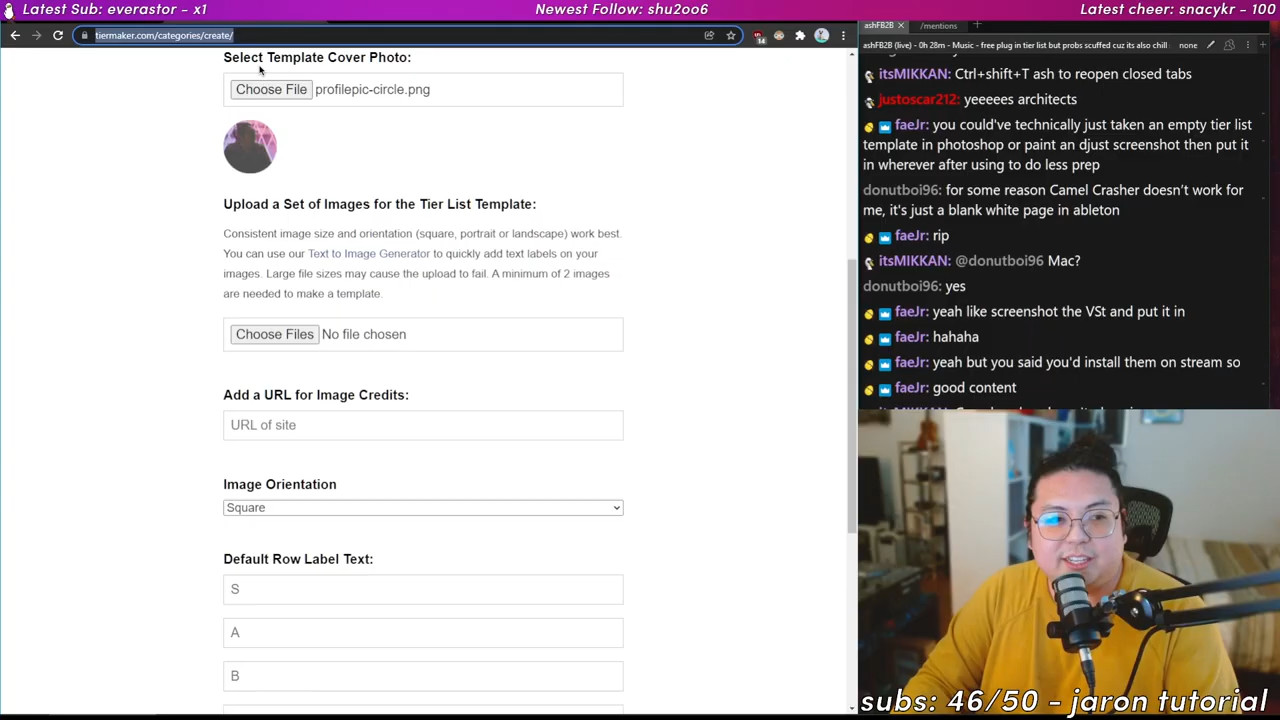 Latest Sub: everastor - x1
Newest Follow: shu2oo6
Latest cheer: snacykr - 100
tiermaker.com/categories/create/
14
Select Template Cover Photo:
Choose File profilepic-circle.png
Upload a Set of Images for the Tier List Template:
Consistent image size and orientation (square, portrait or landscape) work best.
You can use our Text to Image Generator to quickly add text labels on your
images. Large file sizes may cause the upload to fail. A minimum of 2 images
are needed to make a template.
Choose Files No file chosen
Add a URL for Image Credits:
URL of site
Image Orientation
Square
Default Row Label Text:
S
A
B
ashFB2B
/mentions
ashFB2B (live) - 0h 28m - Music - free plug in tier list but probs scuffed cuz its also chill
none
itsMIKKAN: Ctrl+shift+T ash to reopen closed tabs
justoscar212: yeeeees architects
faeJr: you could've technically just taken an empty tier list
template in photoshop or paint an djust screenshot then put it
in wherever after using to do less prep
donutboi96: for some reason Camel Crasher doesn't work for
me, it's just a blank white page in ableton
faeJr: rip
itsMIKKAN: @donutboi96 Mac?
donutboi96: yes
faeJr: yeah like screenshot the VSt and put it in
faeJr: hahaha
faeJr: yeah but you said you'd install them on stream so
faeJr: good content
subs: 46/50 - jaron tutorial